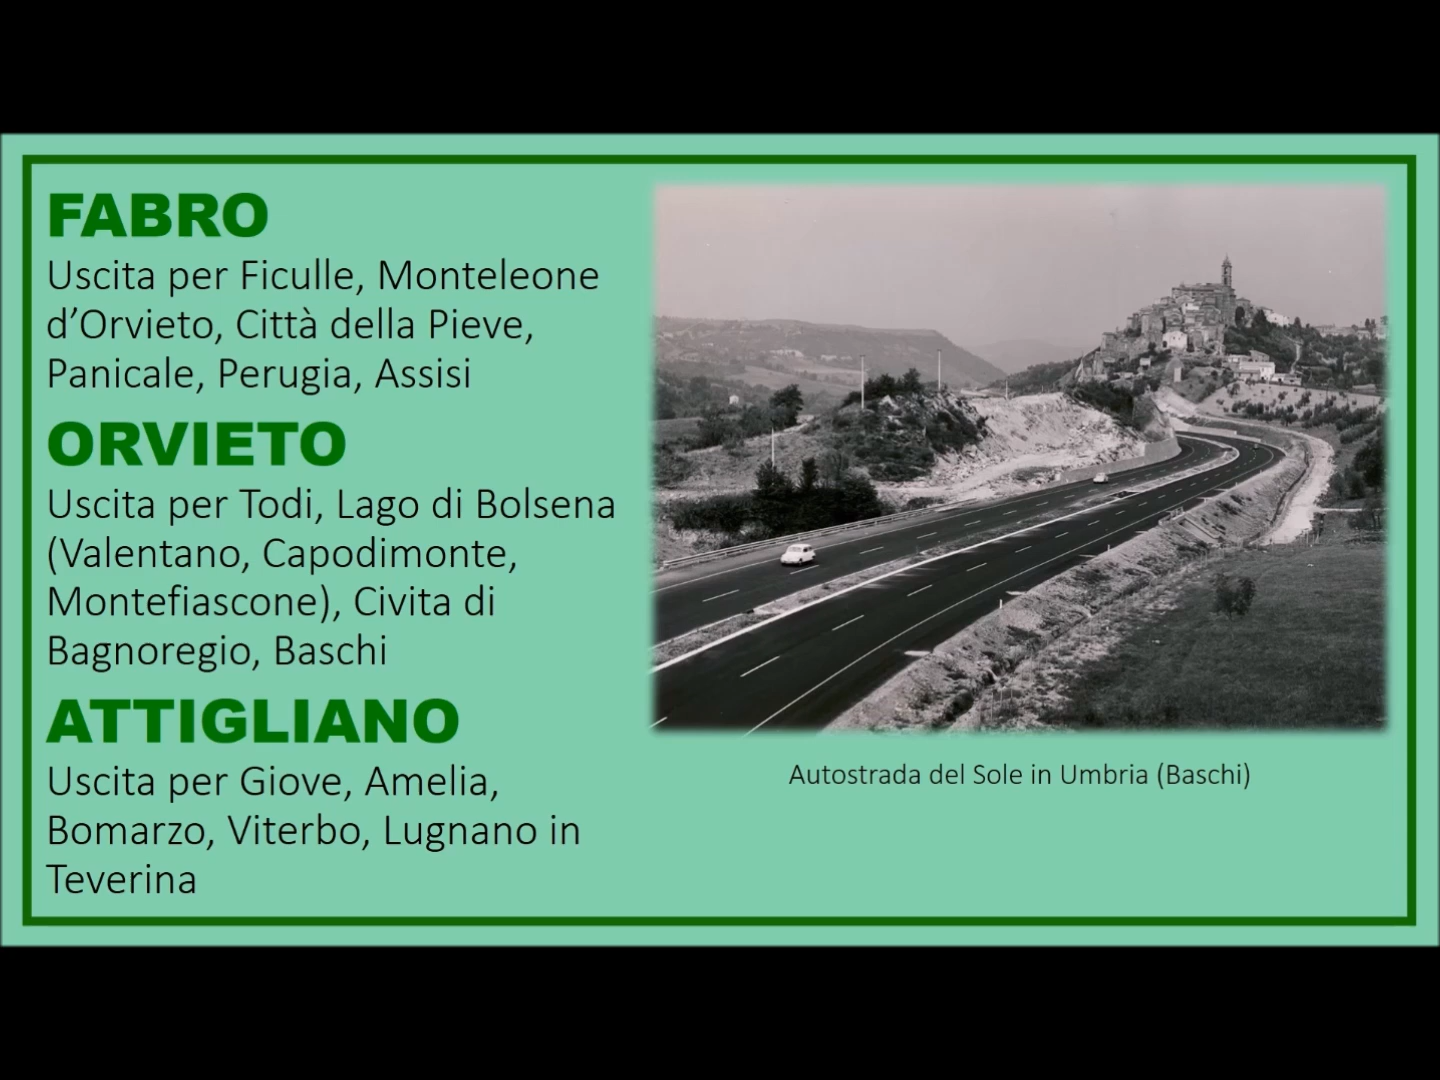 FABRO
Uscita per Ficulle, Monteleone
d’Orvieto, Città della Pieve,
Panicale, Perugia, Assisi
ORVIETO
Uscita per Todi, Lago di Bolsena
(Valentano, Capodimonte,
Montefiascone), Civita di
Bagnoregio, Baschi
ATTIGLIANO
Uscita per Giove, Amelia,
Bomarzo, Viterbo, Lugnano in
Teverina
Autostrada del Sole in Umbria (Baschi)